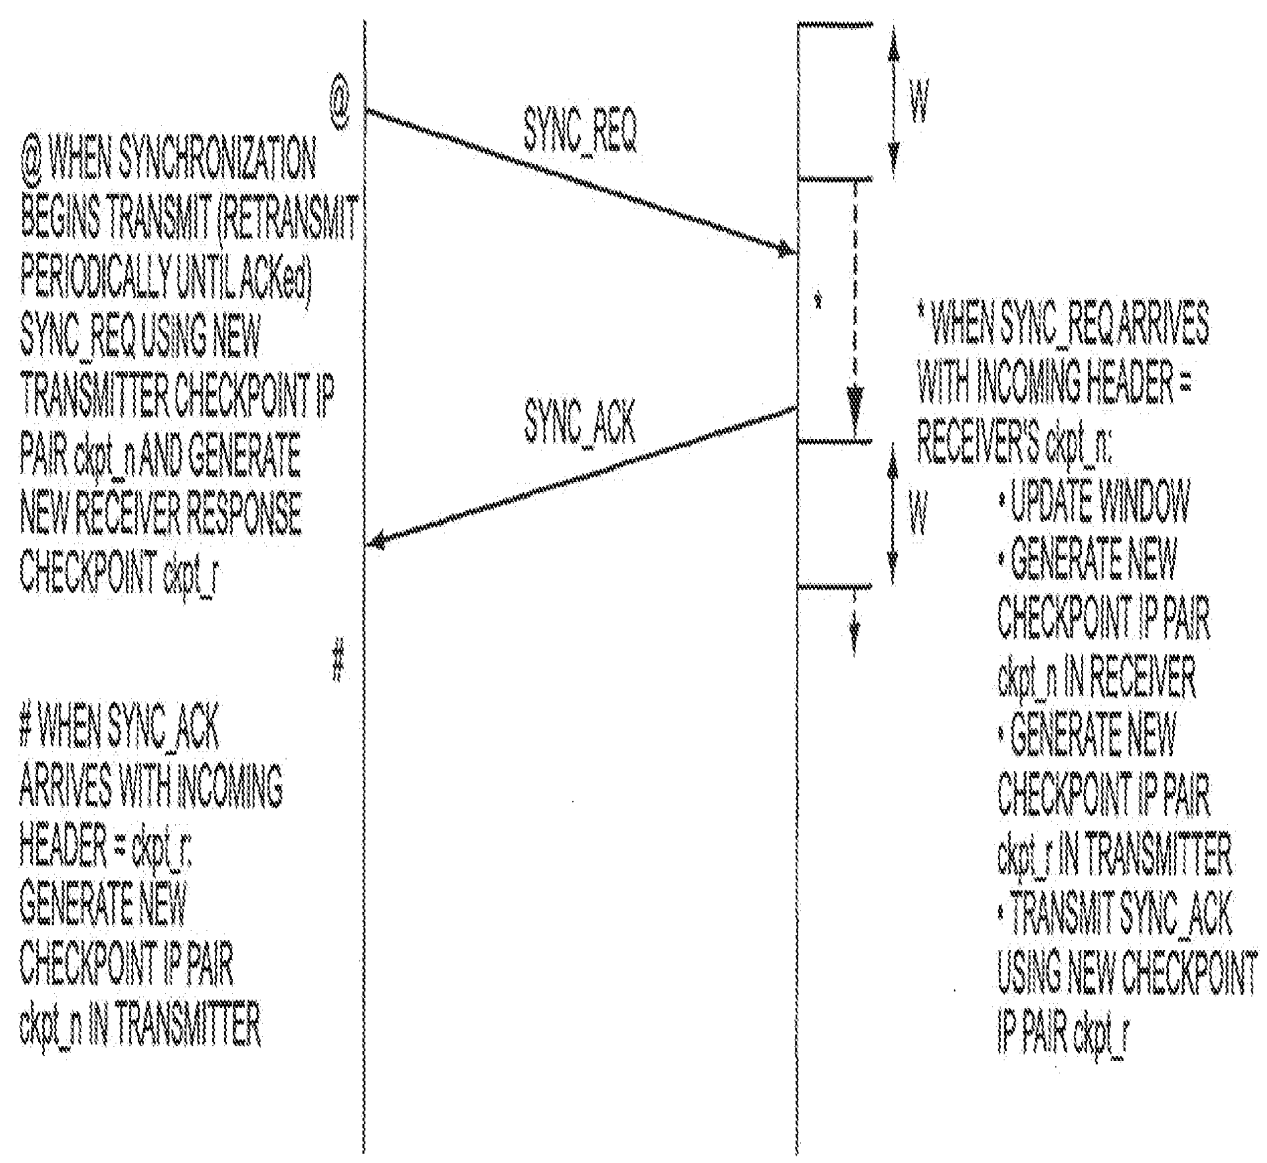 @
@ WHEN SYNCHRONIZATION
BEGINS TRANSMIT (RETRANSMIT
PERIODICALLY UNTIL ACKed)
SYNC_REQ USING NEW
TRANSMITTER CHECKPOINT IP
PAIR ckpt_n AND GENERATE
NEW RECEIVER RESPONSE
CHECKPOINT ckpt_r
#
# WHEN SYNC_ACK
ARRIVES WITH INCOMING
HEADER = ckpt_r:
GENERATE NEW
CHECKPOINT IP PAIR
ckpt_n IN TRANSMITTER
SYNC_REQ
SYNC_ACK
W
*
W
* WHEN SYNC_REQ ARRIVES
WITH INCOMING HEADER =
RECEIVER'S ckpt_n:
• UPDATE WINDOW
• GENERATE NEW
CHECKPOINT IP PAIR
ckpt_n IN RECEIVER
• GENERATE NEW
CHECKPOINT IP PAIR
ckpt_r IN TRANSMITTER
• TRANSMIT SYNC_ACK
USING NEW CHECKPOINT
IP PAIR ckpt_r